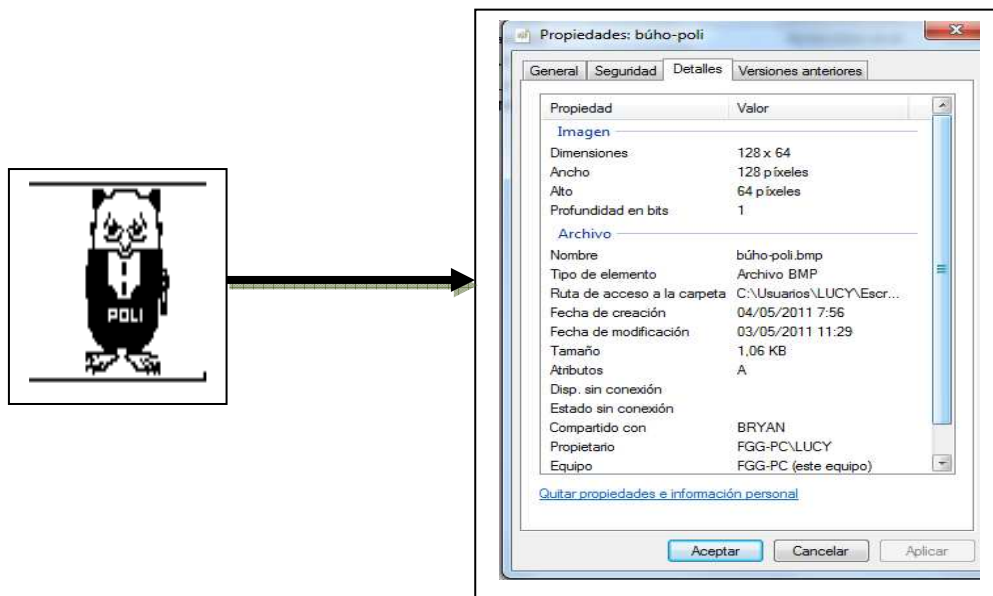 Propiedades: búho-poli
General Seguridad Detalles Versiones anteriores
Propiedad Valor
Imagen
Dimensiones 128 x 64
Ancho 128 píxeles
Alto 64 píxeles
Profundidad en bits 1
Archivo
Nombre búho-poli.bmp
Tipo de elemento Archivo BMP
Ruta de acceso a la carpeta C:\Usuarios\LUCY\Escr...
Fecha de creación 04/05/2011 7:56
Fecha de modificación 03/05/2011 11:29
Tamaño 1,06 KB
Atributos A
Disp. sin conexión
Estado sin conexión
Compartido con BRYAN
Propietario FGG-PC\LUCY
Equipo FGG-PC (este equipo)
Quitar propiedades e información personal
Aceptar Cancelar Aplicar
POLI